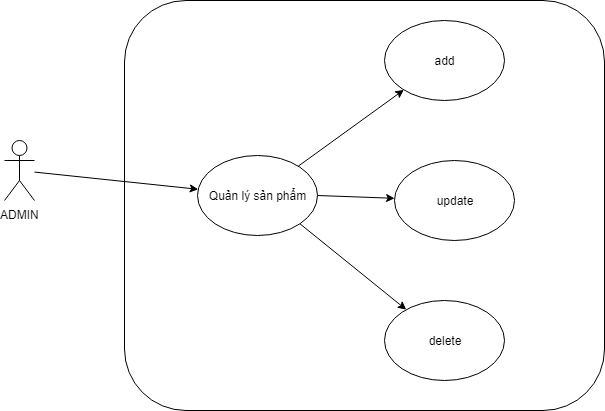 add
ADMIN
Quản lý sản phẩm
update
delete